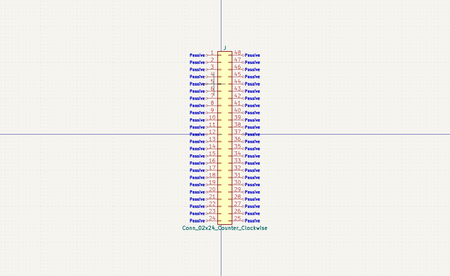 J
Passive 1 48 Passive
Passive 2 47 Passive
Passive 3 46 Passive
Passive 4 45 Passive
Passive 5 44 Passive
Passive 6 43 Passive
Passive 7 42 Passive
Passive 8 41 Passive
Passive 9 40 Passive
Passive 10 39 Passive
Passive 11 38 Passive
Passive 12 37 Passive
Passive 13 36 Passive
Passive 14 35 Passive
Passive 15 34 Passive
Passive 16 33 Passive
Passive 17 32 Passive
Passive 18 31 Passive
Passive 19 30 Passive
Passive 20 29 Passive
Passive 21 28 Passive
Passive 22 27 Passive
Passive 23 26 Passive
Passive 24 25 Passive
Conn_02x24_Counter_Clockwise